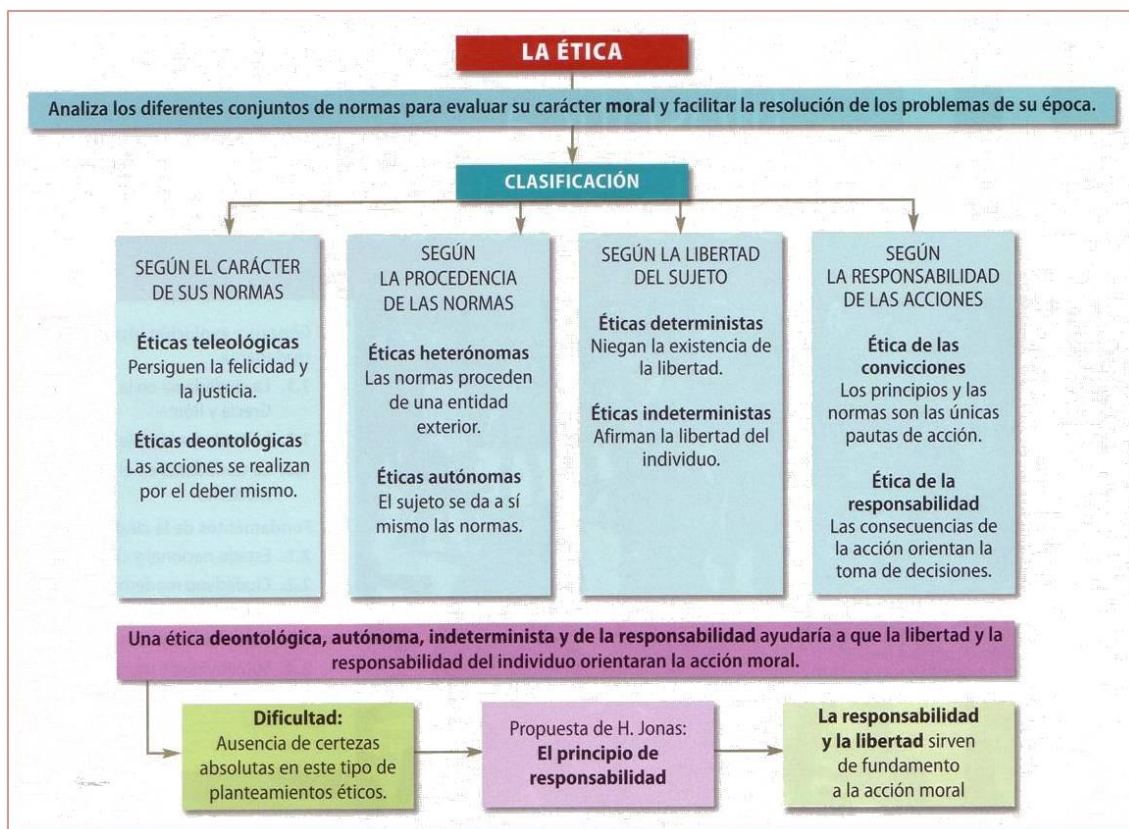 LA ÉTICA
Analiza los diferentes conjuntos de normas para evaluar su carácter moral y facilitar la resolución de los problemas de su época.
CLASIFICACIÓN
SEGÚN EL CARÁCTER
DE SUS NORMAS
Éticas teleológicas
Persiguen la felicidad y
la justicia.
Éticas deontológicas
Las acciones se realizan
por el deber mismo.
SEGÚN
LA PROCEDENCIA
DE LAS NORMAS
Éticas heterónomas
Las normas proceden
de una entidad
exterior.
Éticas autónomas
El sujeto se da a sí
mismo las normas.
SEGÚN LA LIBERTAD
DEL SUJETO
Éticas deterministas
Niegan la existencia de
la libertad.
Éticas indeterministas
Afirman la libertad del
individuo.
SEGÚN
LA RESPONSABILIDAD
DE LAS ACCIONES
Ética de las
convicciones
Los principios y las
normas son las únicas
pautas de acción.
Ética de la
responsabilidad
Las consecuencias de
la acción orientan la
toma de decisiones.
Una ética deontológica, autónoma, indeterminista y de la responsabilidad ayudaría a que la libertad y la
responsabilidad del individuo orientaran la acción moral.
Dificultad:
Ausencia de certezas
absolutas en este tipo de
planteamientos éticos.
Propuesta de H. Jonas:
El principio de
responsabilidad
La responsabilidad
y la libertad sirven
de fundamento
a la acción moral